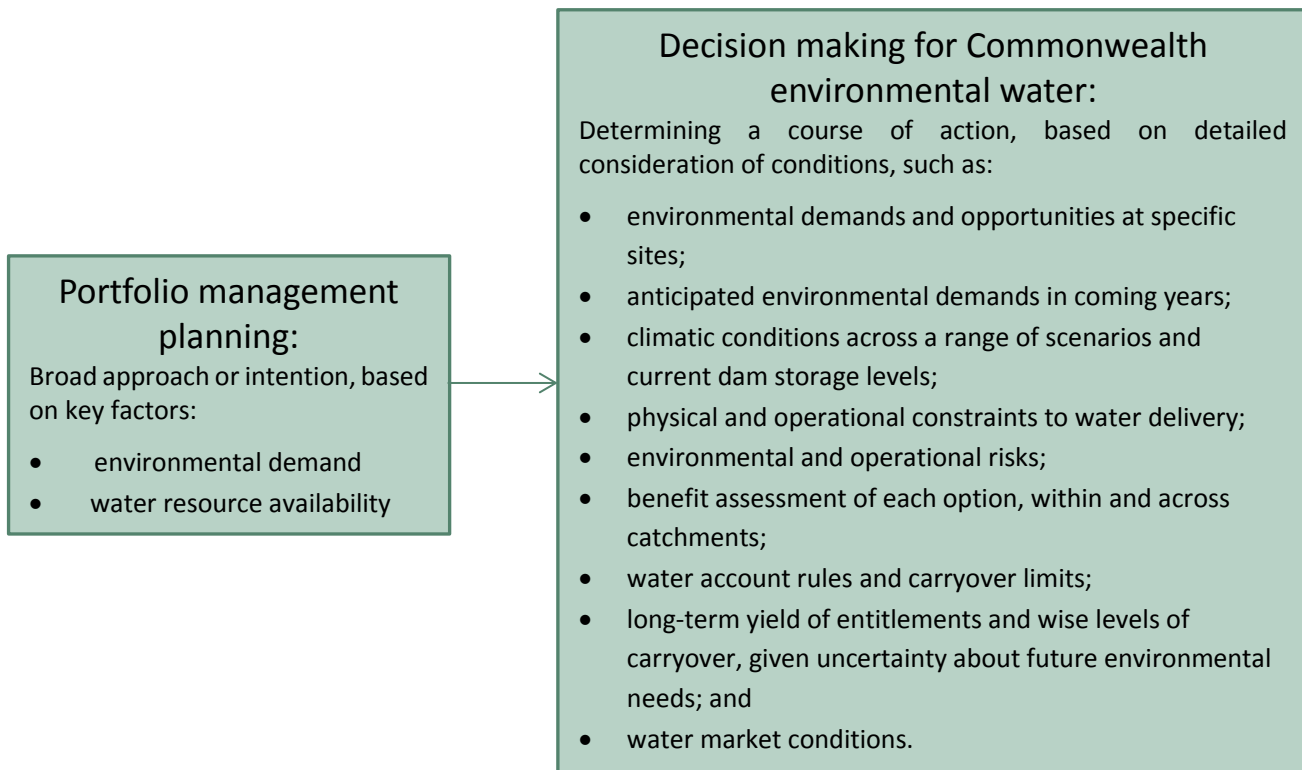 Portfolio management
planning:
Broad approach or intention, based
on key factors:
• environmental demand
• water resource availability
Decision making for Commonwealth
environmental water:
Determining a course of action, based on detailed
consideration of conditions, such as:
• environmental demands and opportunities at specific
sites;
• anticipated environmental demands in coming years;
• climatic conditions across a range of scenarios and
current dam storage levels;
• physical and operational constraints to water delivery;
• environmental and operational risks;
• benefit assessment of each option, within and across
catchments;
• water account rules and carryover limits;
• long-term yield of entitlements and wise levels of
carryover, given uncertainty about future environmental
needs; and
• water market conditions.